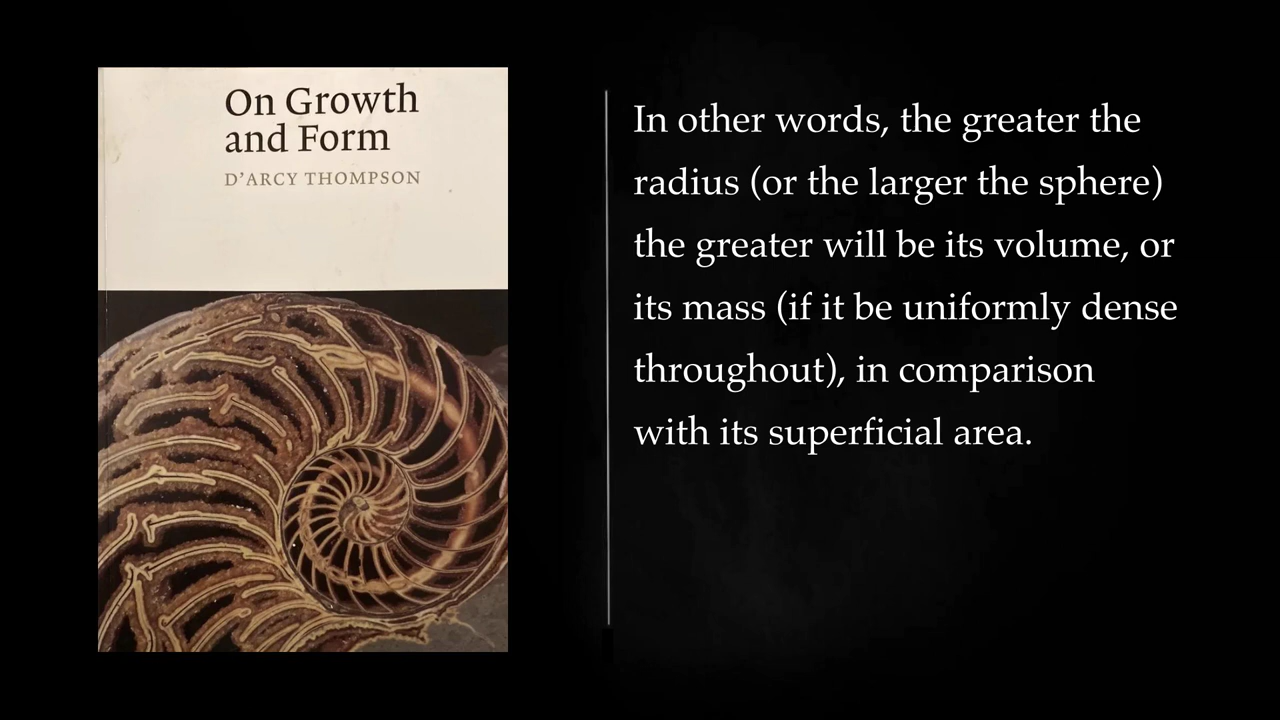 On Growth
and Form
D'ARCY THOMPSON
In other words, the greater the
radius (or the larger the sphere)
the greater will be its volume, or
its mass (if it be uniformly dense
throughout), in comparison
with its superficial area.